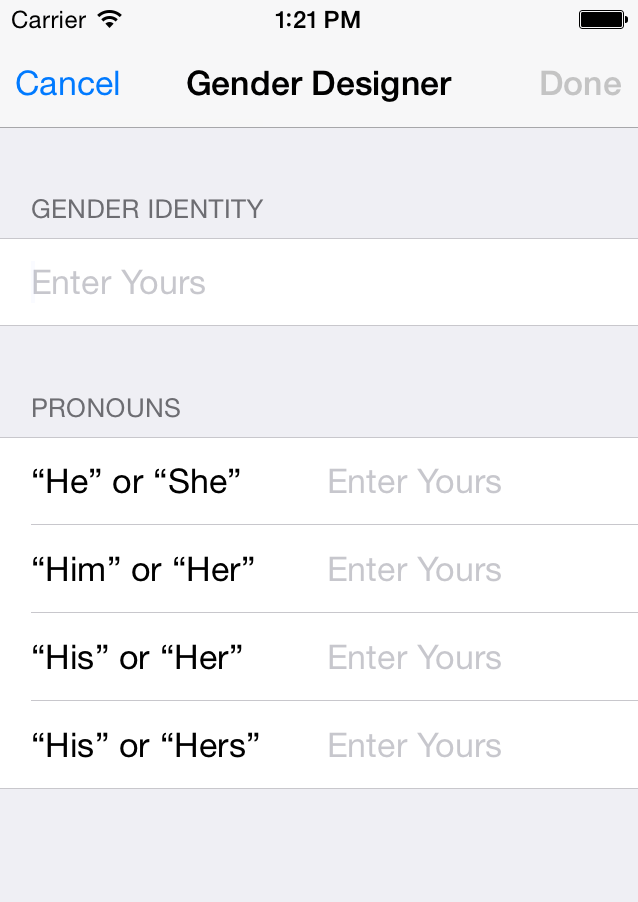 Carrier 1:21 PM
Cancel Gender Designer Done
GENDER IDENTITY
Enter Yours
PRONOUNS
“He” or “She” Enter Yours
“Him” or “Her” Enter Yours
“His” or “Her” Enter Yours
“His” or “Hers” Enter Yours